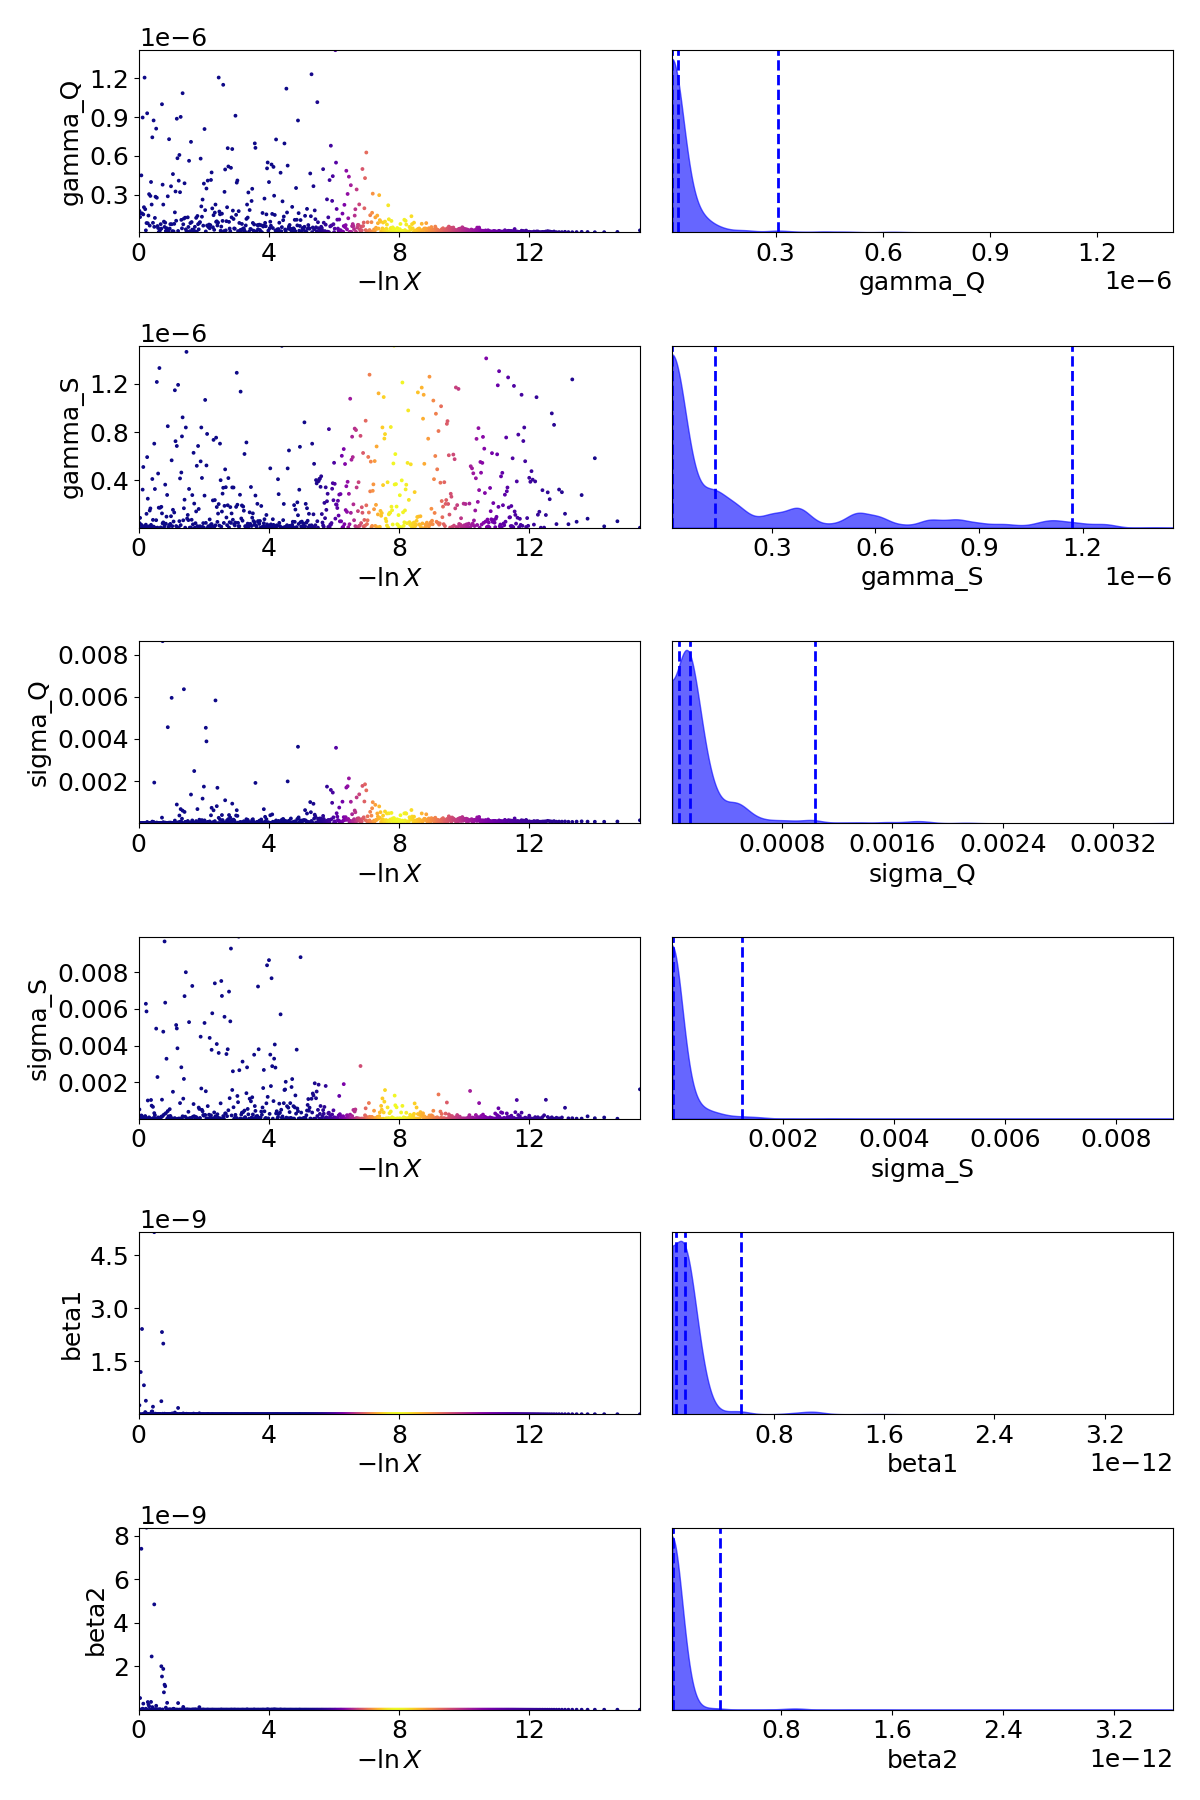 1e−6
gamma_Q
1.2
0.9
0.6
0.3
0 4 8 12
−ln X
0.3 0.6 0.9 1.2
gamma_Q 1e−6
1e−6
gamma_S
1.2
0.8
0.4
0 4 8 12
−ln X
0.3 0.6 0.9 1.2
gamma_S 1e−6
sigma_Q
0.008
0.006
0.004
0.002
0 4 8 12
−ln X
0.0008 0.0016 0.0024 0.0032
sigma_Q
sigma_S
0.008
0.006
0.004
0.002
0 4 8 12
−ln X
0.002 0.004 0.006 0.008
sigma_S
1e−9
beta1
4.5
3.0
1.5
0 4 8 12
−ln X
0.8 1.6 2.4 3.2
beta1 1e−12
1e−9
beta2
8
6
4
2
0 4 8 12
−ln X
0.8 1.6 2.4 3.2
beta2 1e−12